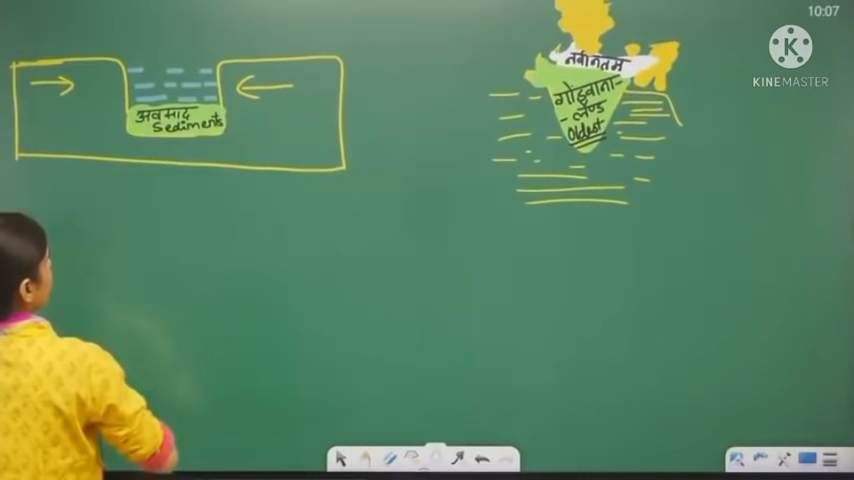 10:07
KINEMASTER
नवीनतम
गोंडवाना-
- लैण्ड
Oldest
अवसाद
Sediments